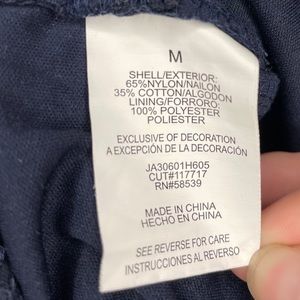 M
SHELL/EXTERIOR:
65%NYLON/NAILON
35% COTTON/ALGODON
LINING/FORRORO:
100% POLYESTER
POLIESTER
EXCLUSIVE OF DECORATION
A EXCEPCIÓN DE LA DECORACIÓN
JA30601H605
CUT#117717
RN#58539
MADE IN CHINA
HECHO EN CHINA
SEE REVERSE FOR CARE
INSTRUCCIONES AL REVERSO